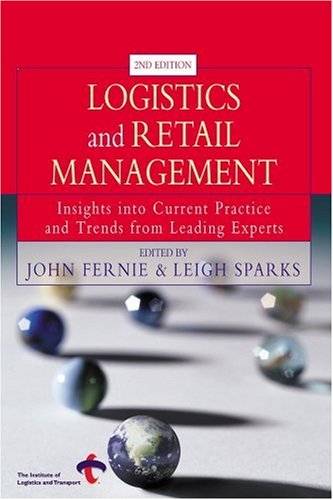 2ND EDITION
LOGISTICS
and RETAIL
MANAGEMENT
Insights into Current Practice
and Trends from Leading Experts
EDITED BY
JOHN FERNIE & LEIGH SPARKS
The Institute of
Logistics and Transport